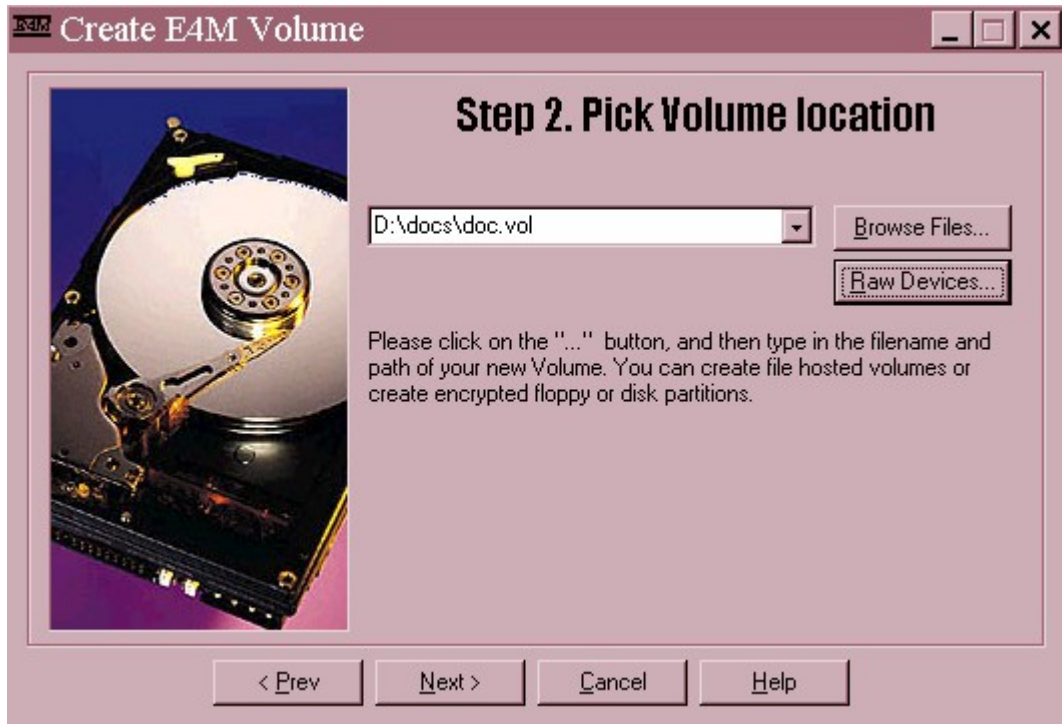 E4M Create E4M Volume
Step 2. Pick Volume location
D:\docs\doc.vol
Browse Files...
Raw Devices...
Please click on the "..." button, and then type in the filename and
path of your new Volume. You can create file hosted volumes or
create encrypted floppy or disk partitions.
< Prev
Next >
Cancel
Help